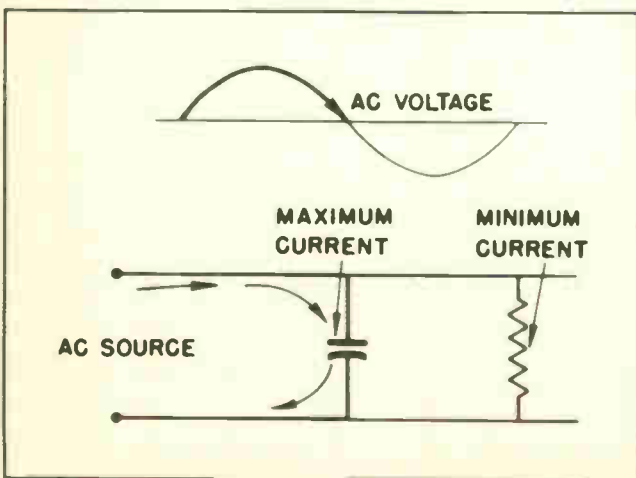 AC VOLTAGE
MAXIMUM
CURRENT
MINIMUM
CURRENT
AC SOURCE